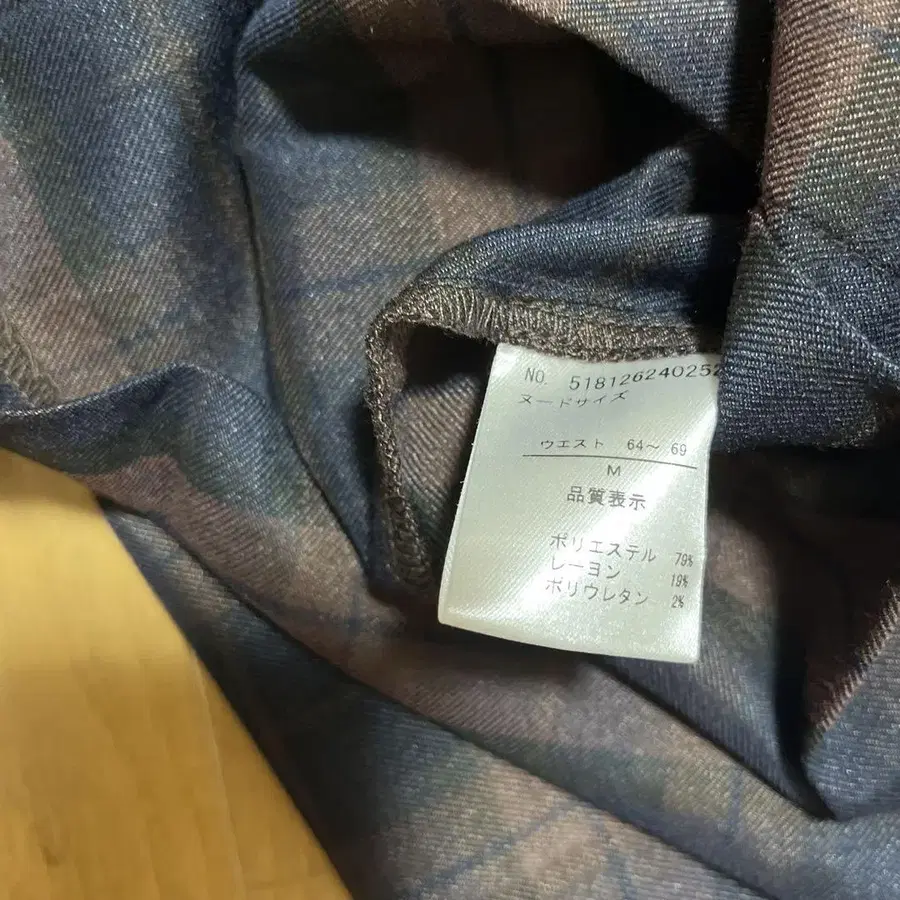 NO. 518126240252
ヌードサイズ
ウエスト 64～ 69
M
品質表示
ポリエステル 79%
レーヨン 19%
ポリウレタン 2%